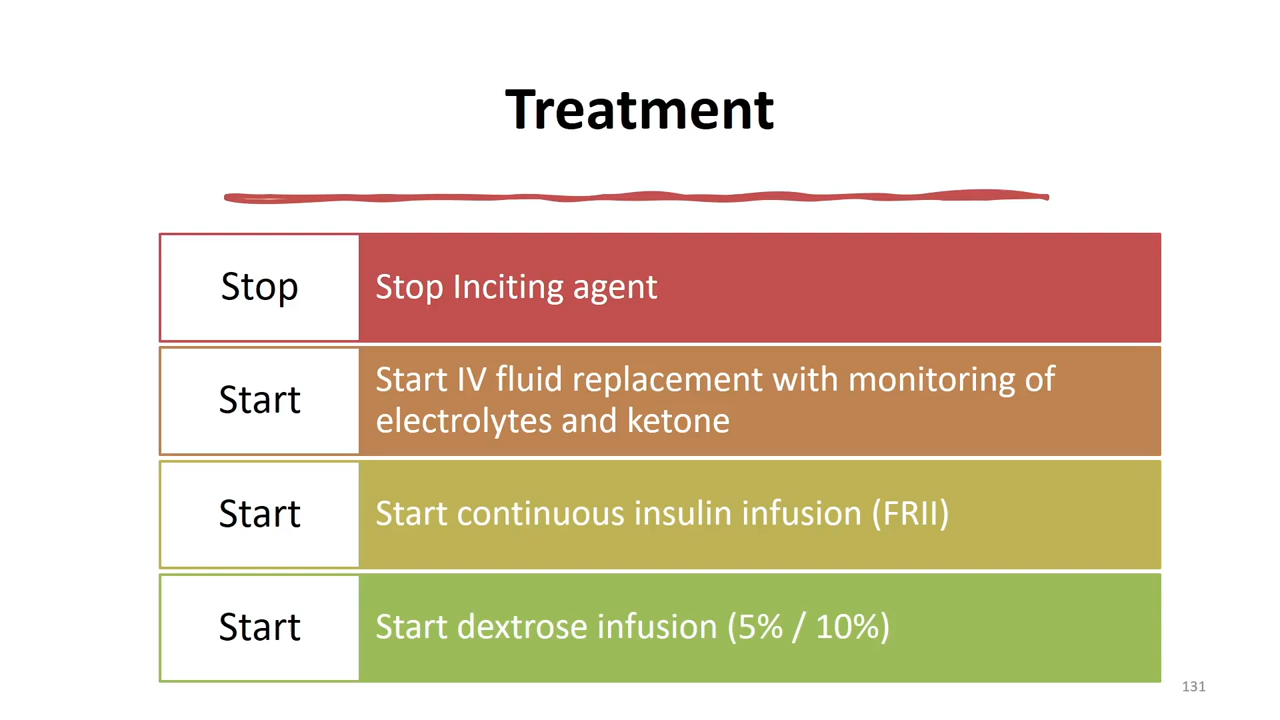 Treatment
Stop
Stop Inciting agent
Start
Start IV fluid replacement with monitoring of
electrolytes and ketone
Start
Start continuous insulin infusion (FRII)
Start
Start dextrose infusion (5% / 10%)
131